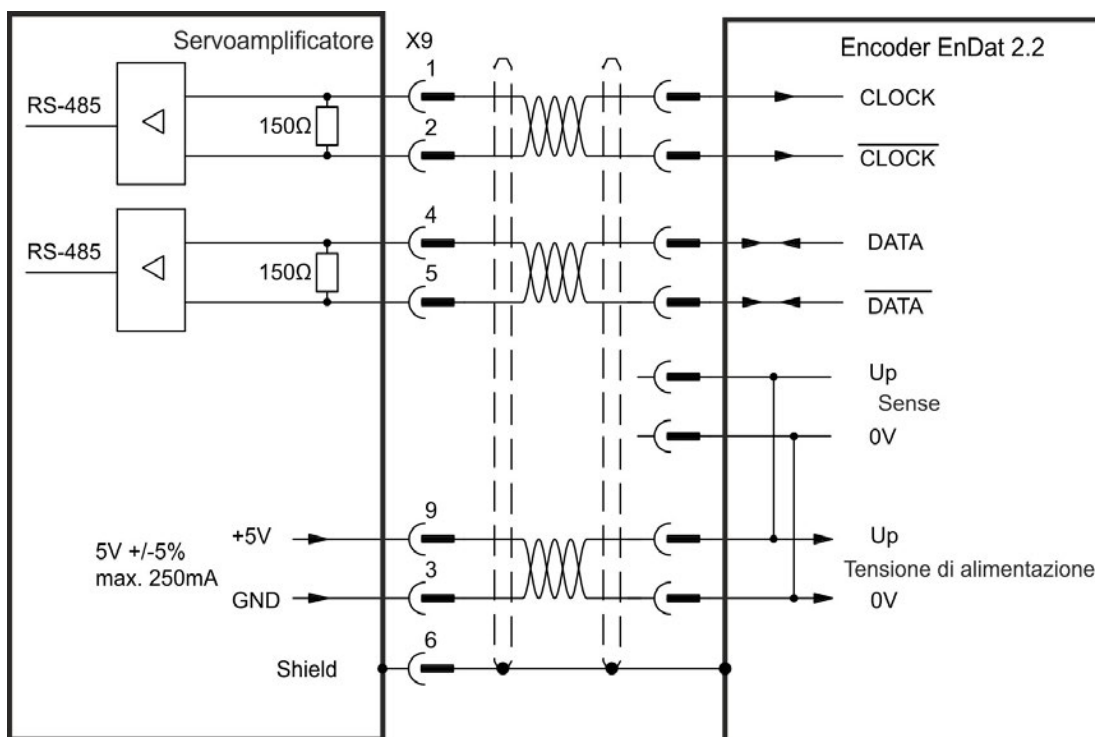 Servoamplificatore
X9
Encoder EnDat 2.2
1
RS-485
150Ω
CLOCK
2
CLOCK
4
RS-485
150Ω
DATA
5
DATA
Up
Sense
0V
9
+5V
Up
5V +/-5%
max. 250mA
Tensione di alimentazione
3
GND
0V
6
Shield